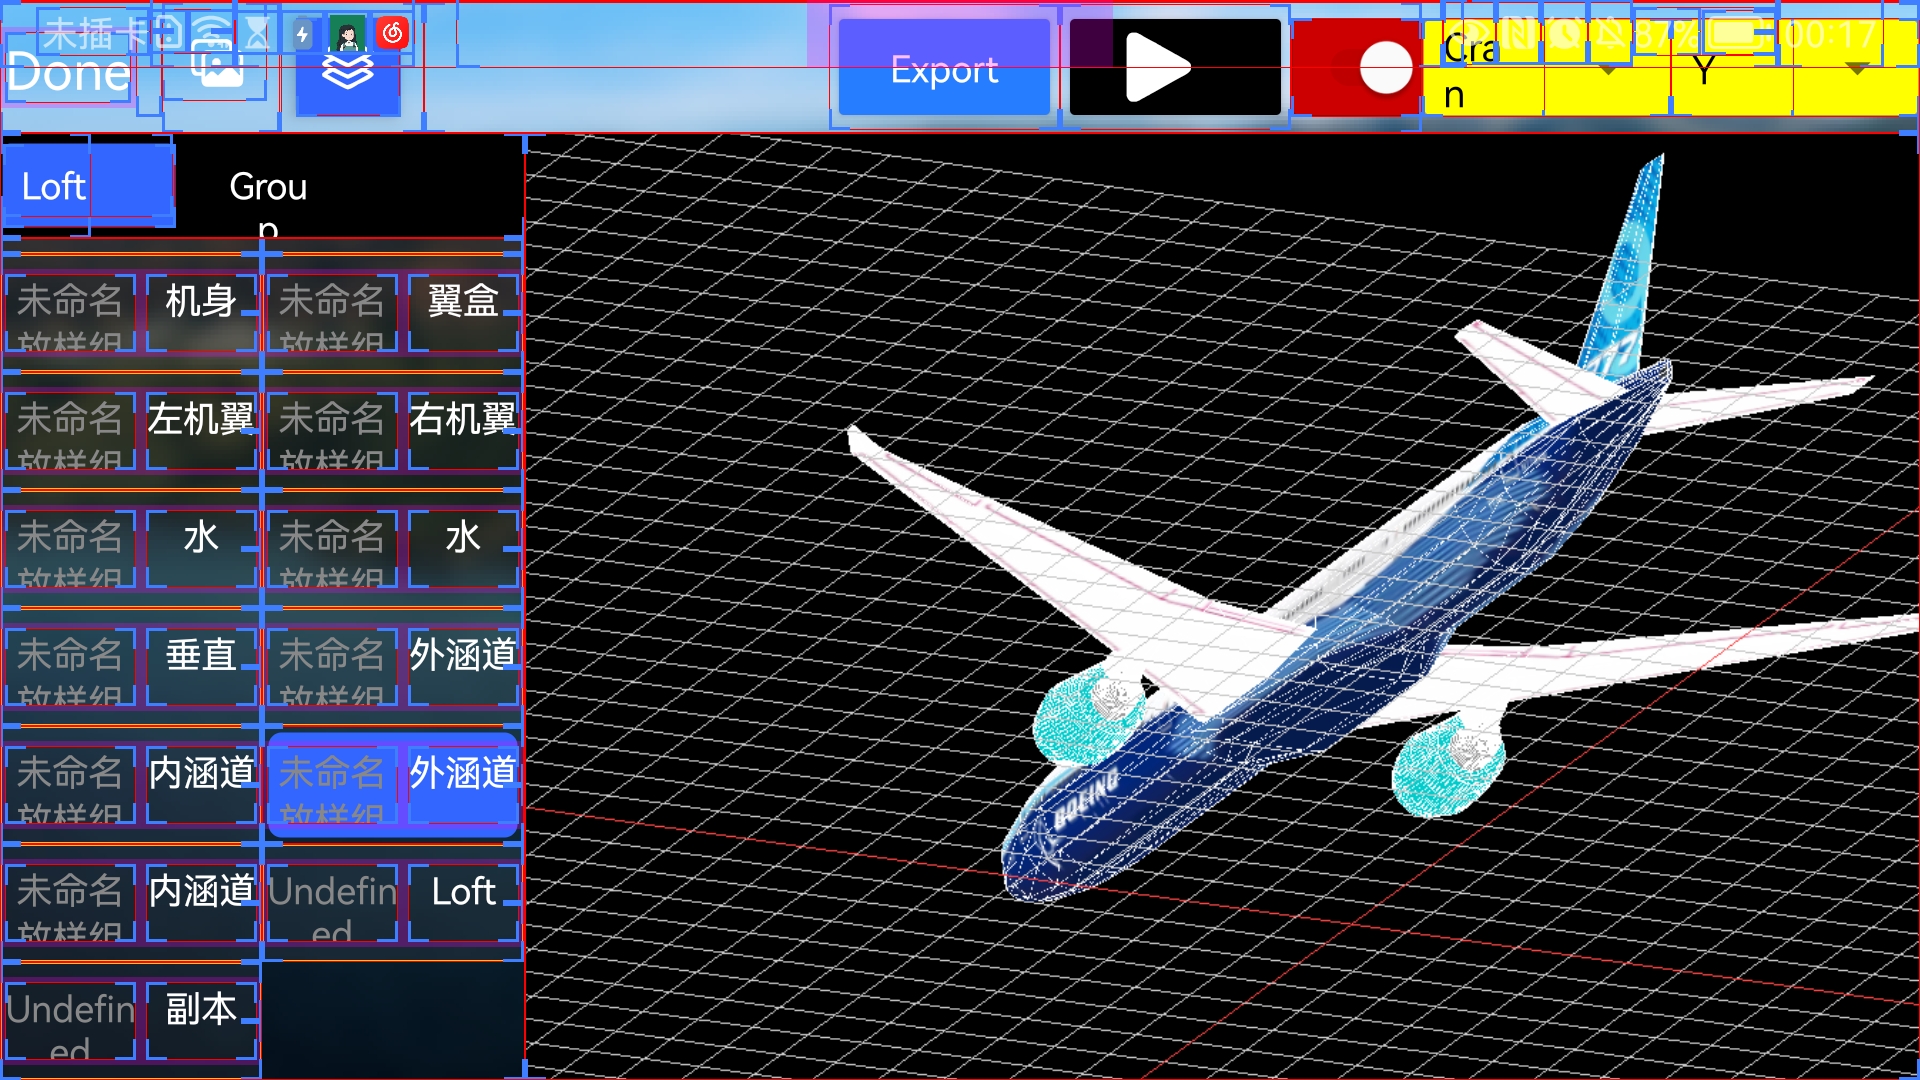 未插卡
87%
00:17
Done
Export
Cra
n
Y
Loft
Grou
p
未命名
放样组
机身
未命名
放样组
翼盒
未命名
放样组
左机翼
未命名
放样组
右机翼
未命名
放样组
水
未命名
放样组
水
未命名
放样组
垂直
未命名
放样组
外涵道
未命名
放样组
内涵道
未命名
放样组
外涵道
未命名
放样组
内涵道
Undefin
ed
Loft
Undefin
ed
副本
BOEING